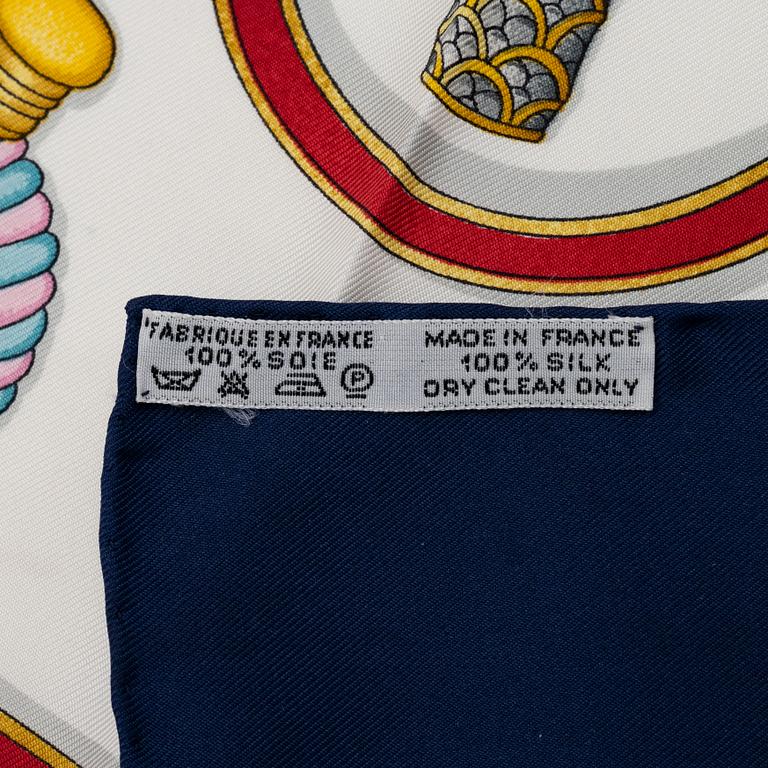 FABRIQUE EN FRANCE
100% SOIE
P
MADE IN FRANCE
100% SILK
DRY CLEAN ONLY